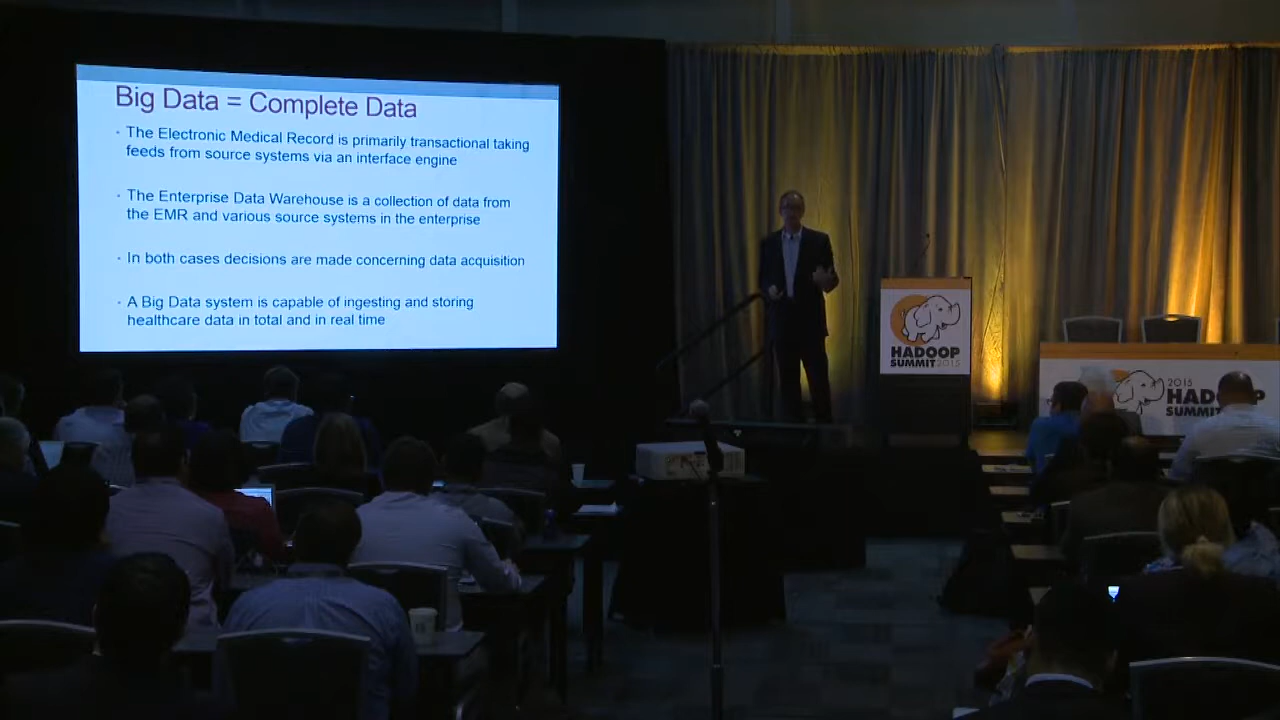 Big Data = Complete Data
· The Electronic Medical Record is primarily transactional taking
feeds from source systems via an interface engine
· The Enterprise Data Warehouse is a collection of data from
the EMR and various source systems in the enterprise
· In both cases decisions are made concerning data acquisition
· A Big Data system is capable of ingesting and storing
healthcare data in total and in real time
HADOOP
SUMMIT 2015
2015
HADOOP
SUMMIT